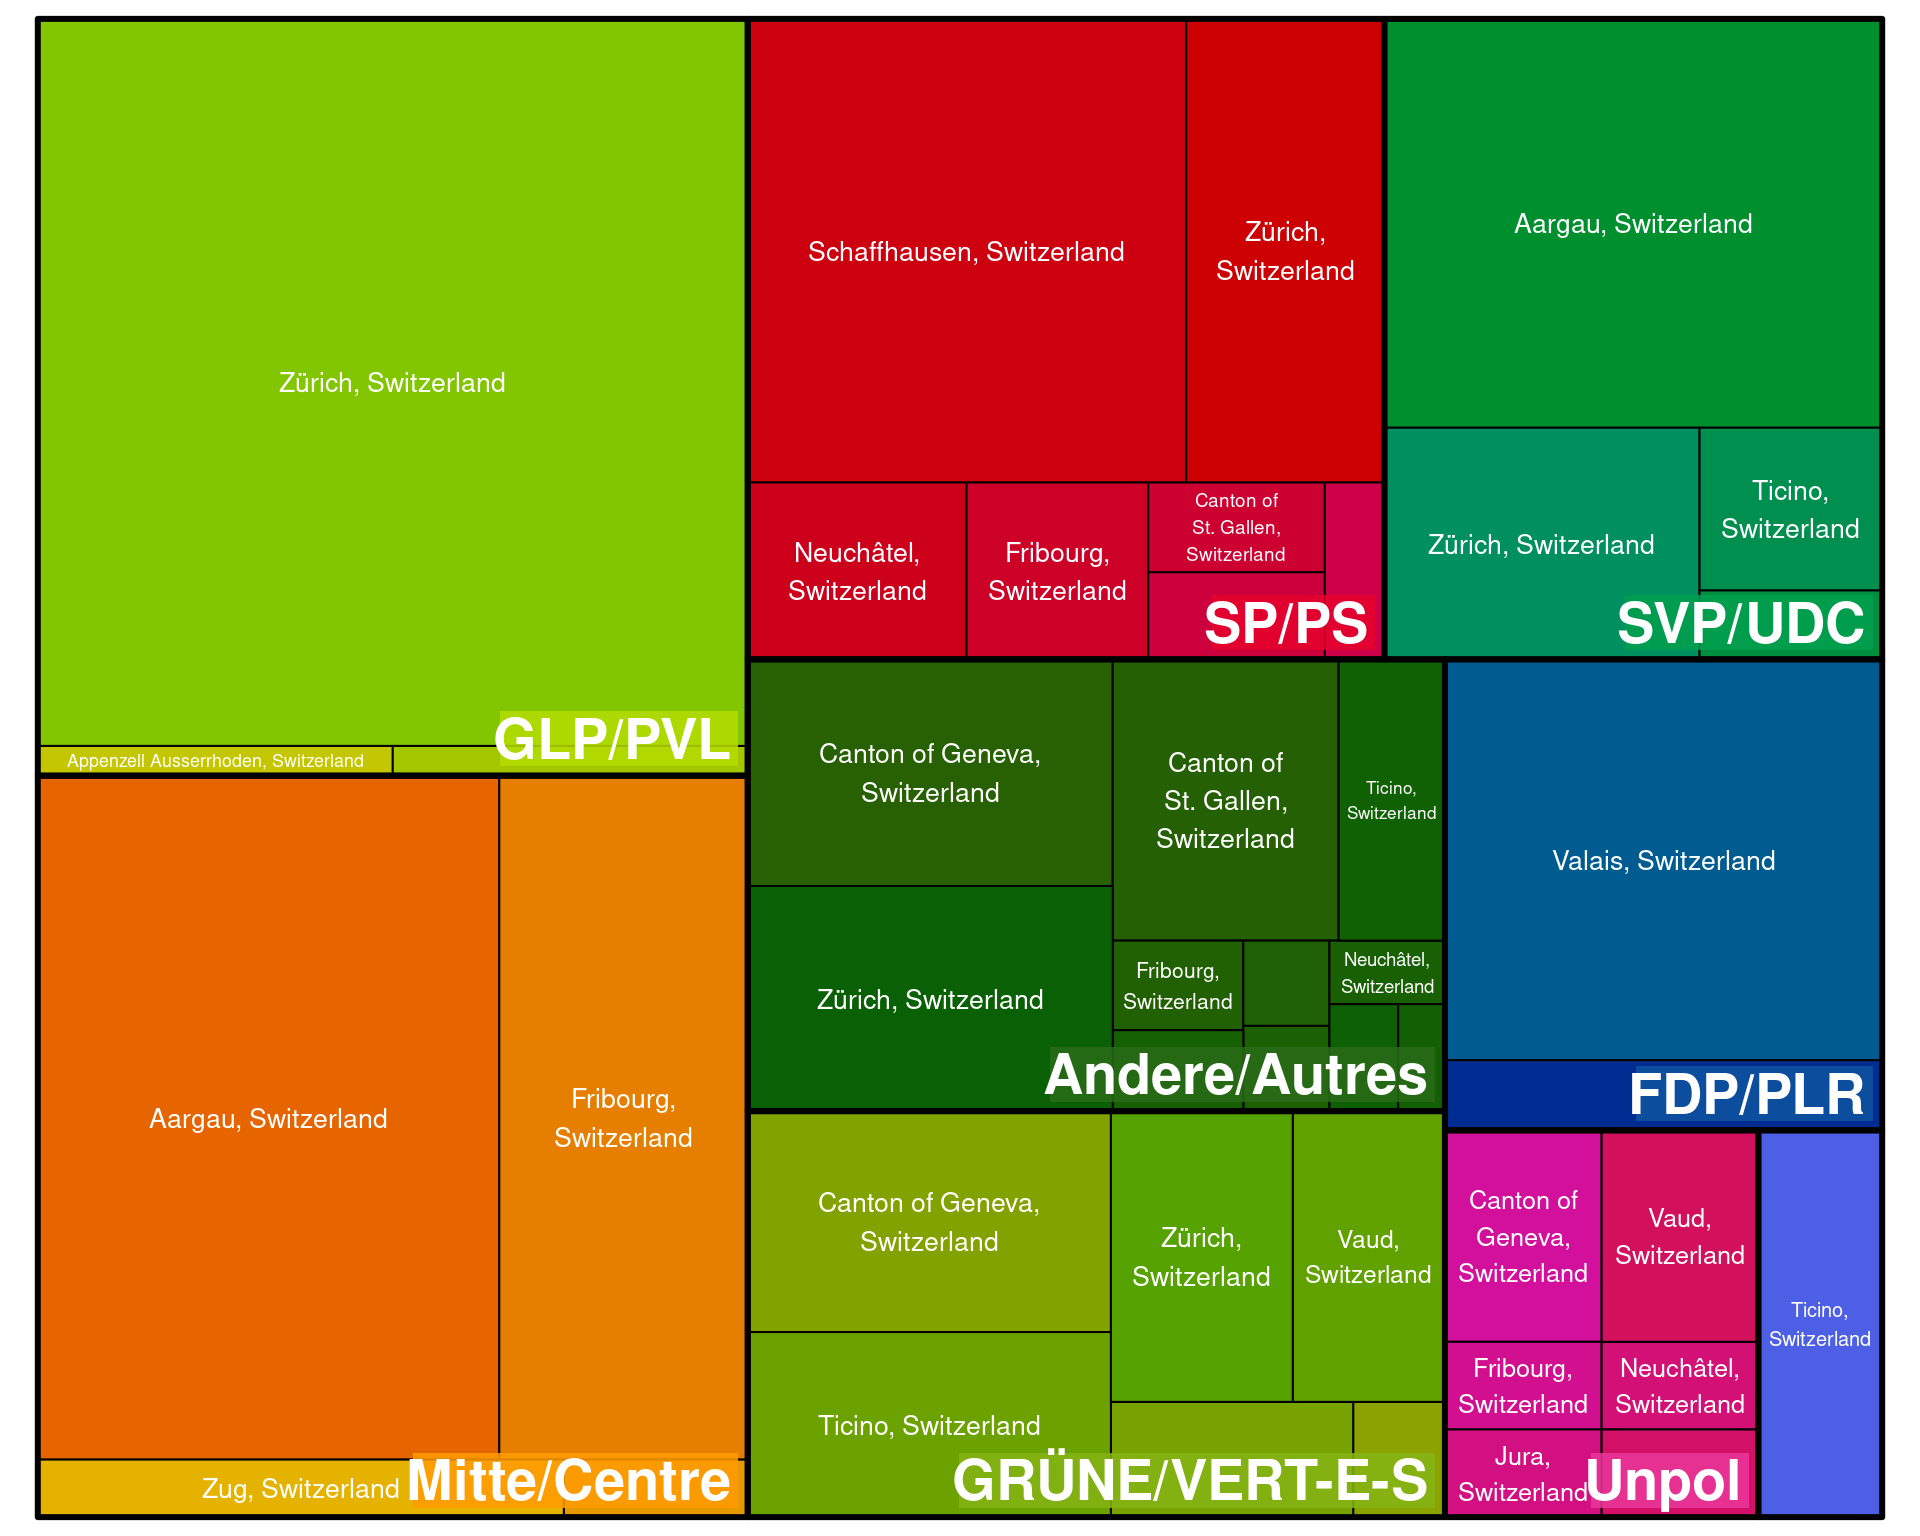 Zürich, Switzerland
Appenzell Ausserrhoden, Switzerland
GLP/PVL
Aargau, Switzerland
Fribourg,
Switzerland
Zug, Switzerland
Mitte/Centre
Schaffhausen, Switzerland
Zürich,
Switzerland
Neuchâtel,
Switzerland
Fribourg,
Switzerland
Canton of
St. Gallen,
Switzerland
SP/PS
Aargau, Switzerland
Zürich, Switzerland
Ticino,
Switzerland
SVP/UDC
Canton of Geneva,
Switzerland
Canton of
St. Gallen,
Switzerland
Ticino,
Switzerland
Zürich, Switzerland
Fribourg,
Switzerland
Neuchâtel,
Switzerland
Andere/Autres
Valais, Switzerland
FDP/PLR
Canton of Geneva,
Switzerland
Zürich,
Switzerland
Vaud,
Switzerland
Ticino, Switzerland
GRÜNE/VERT-E-S
Canton of
Geneva,
Switzerland
Vaud,
Switzerland
Fribourg,
Switzerland
Neuchâtel,
Switzerland
Jura,
Switzerland
Unpol
Ticino,
Switzerland